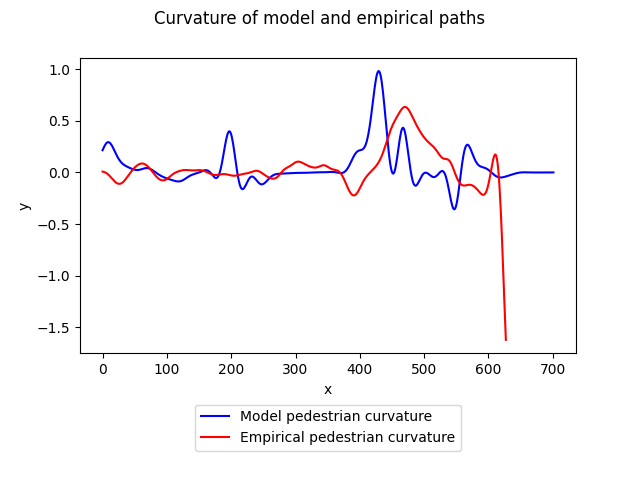 Curvature of model and empirical paths
1.0
0.5
0.0
−0.5
−1.0
−1.5
y
0 100 200 300 400 500 600 700
x
Model pedestrian curvature
Empirical pedestrian curvature